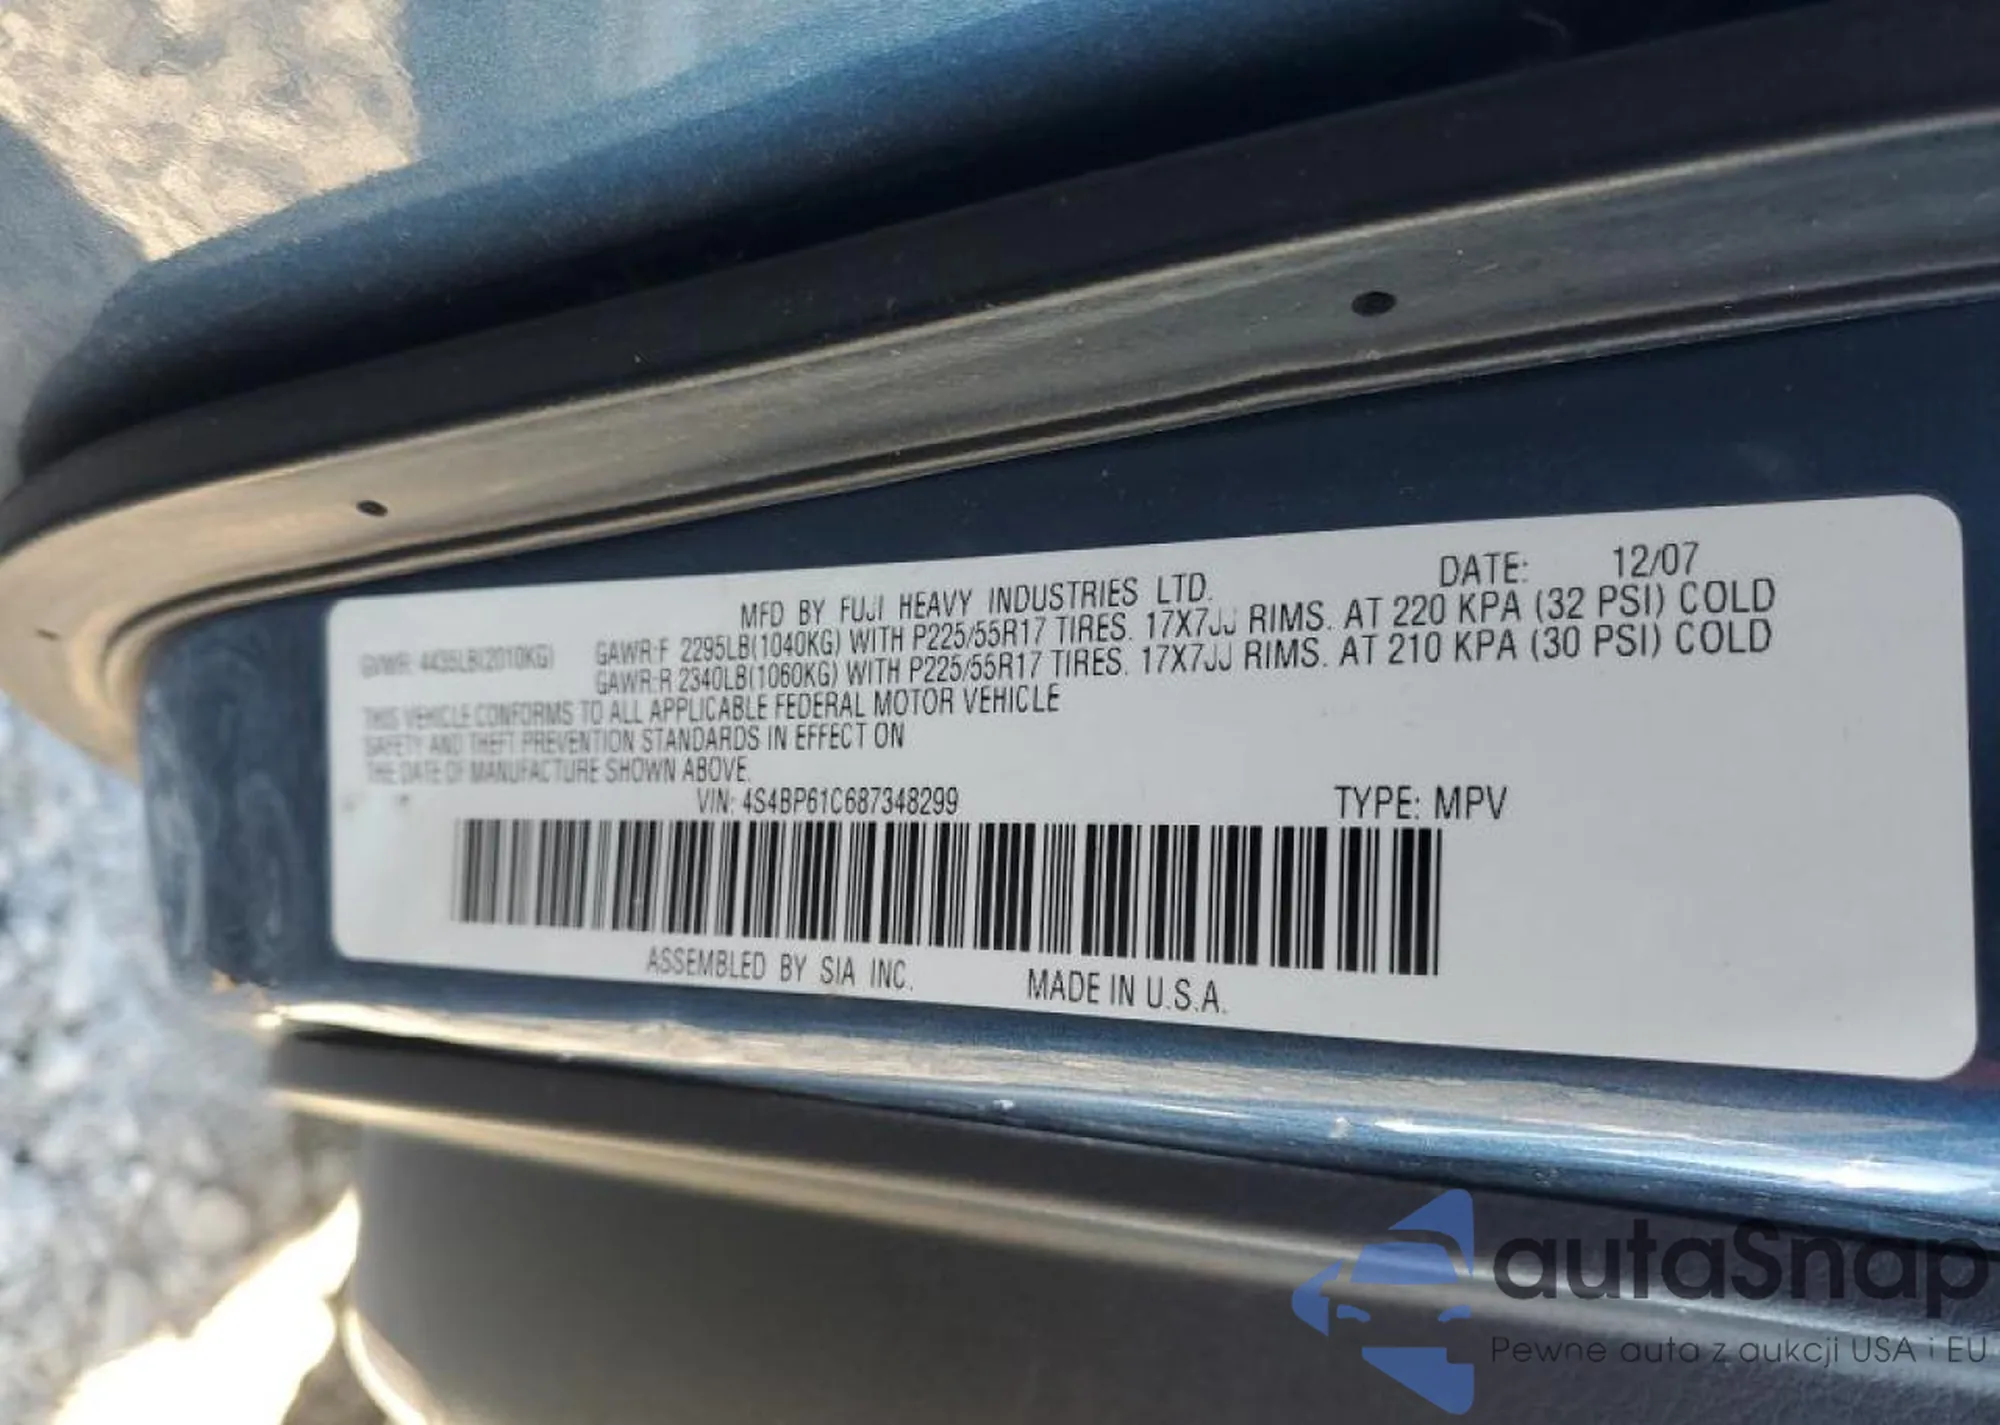 MFD BY FUJI HEAVY INDUSTRIES LTD. DATE: 12/07
GVWR: 4435LB(2010KG) GAWR:F 2295LB(1040KG) WITH P225/55R17 TIRES. 17X7JJ RIMS. AT 220 KPA (32 PSI) COLD
GAWR:R 2340LB(1060KG) WITH P225/55R17 TIRES. 17X7JJ RIMS. AT 210 KPA (30 PSI) COLD
THIS VEHICLE CONFORMS TO ALL APPLICABLE FEDERAL MOTOR VEHICLE
SAFETY AND THEFT PREVENTION STANDARDS IN EFFECT ON
THE DATE OF MANUFACTURE SHOWN ABOVE.
VIN: 4S4BP61C687348299 TYPE: MPV
ASSEMBLED BY SIA INC. MADE IN U.S.A.
autaSnap
Pewne auta z aukcji USA i EU